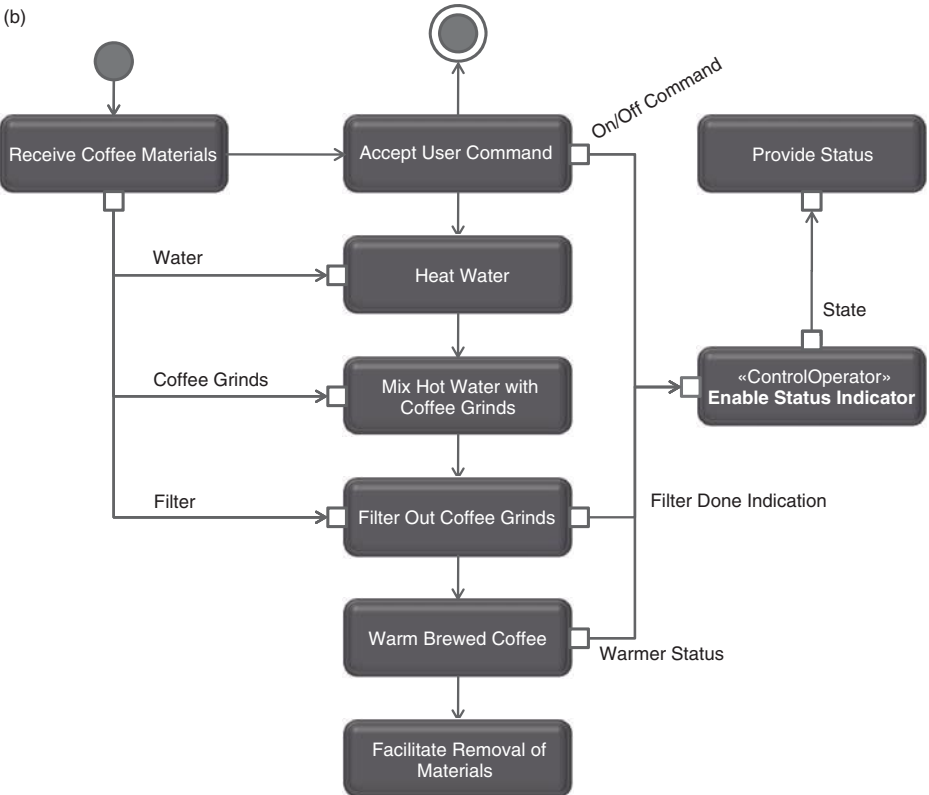 (b)
On/Off Command
Receive Coffee Materials
Accept User Command
Provide Status
Water
Heat Water
State
Coffee Grinds
Mix Hot Water with
Coffee Grinds
«ControlOperator»
Enable Status Indicator
Filter
Filter Out Coffee Grinds
Filter Done Indication
Warm Brewed Coffee
Warmer Status
Facilitate Removal of
Materials